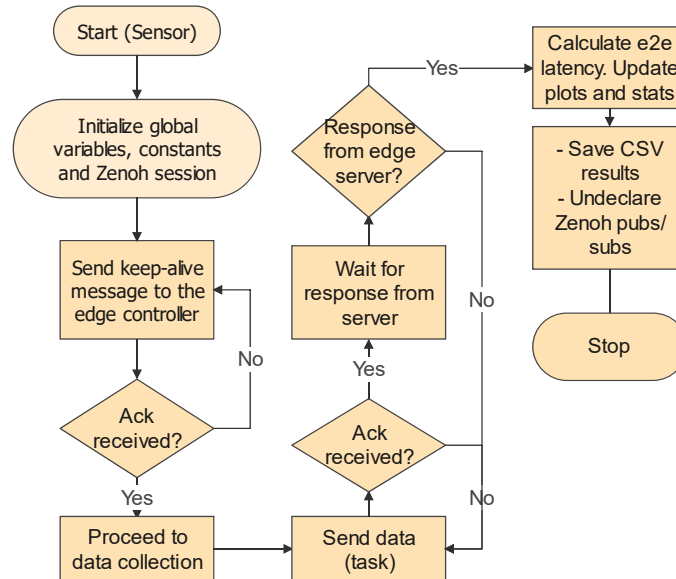 Start (Sensor)
Initialize global
variables, constants
and Zenoh session
Send keep-alive
message to the
edge controller
No
Ack
received?
Yes
Proceed to
data collection
Send data
(task)
Ack
received?
No
Yes
Wait for
response from
server
Response
from edge
server?
No
Yes
Calculate e2e
latency. Update
plots and stats
- Save CSV
results
- Undeclare
Zenoh pubs/
subs
Stop